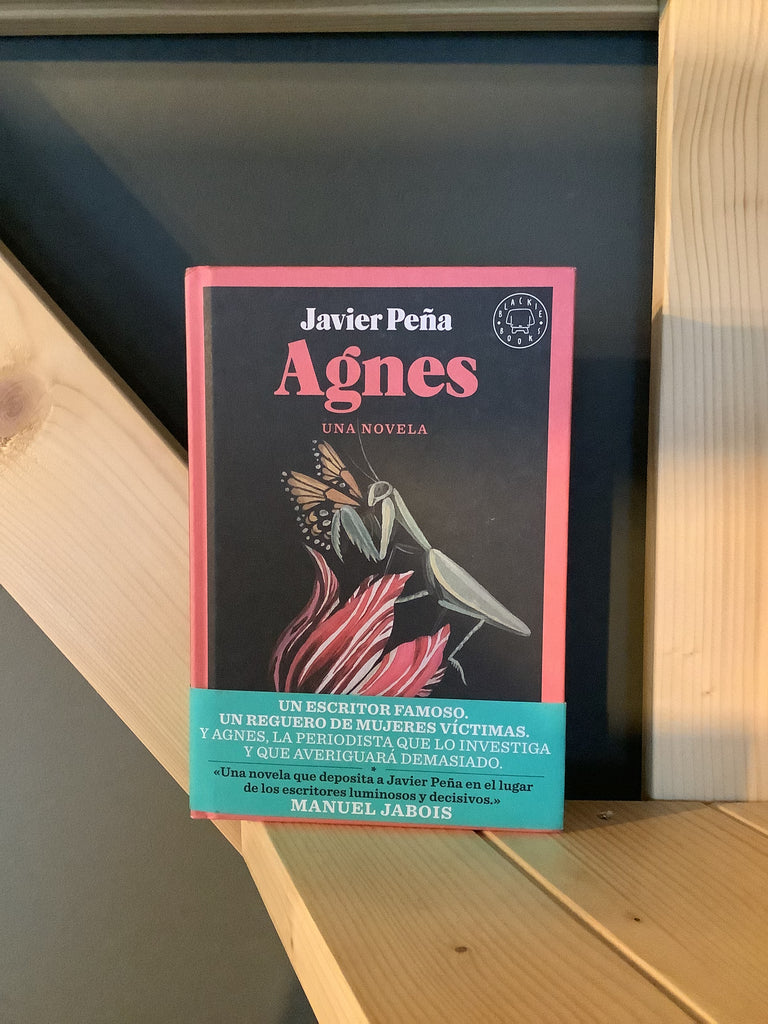 Javier Peña
BLACKIE
BOOKS
Agnes
UNA NOVELA
UN ESCRITOR FAMOSO.
UN REGUERO DE MUJERES VÍCTIMAS.
Y AGNES, LA PERIODISTA QUE LO INVESTIGA
Y QUE AVERIGUARÁ DEMASIADO.
«Una novela que deposita a Javier Peña en el lugar
de los escritores luminosos y decisivos.»
MANUEL JABOIS